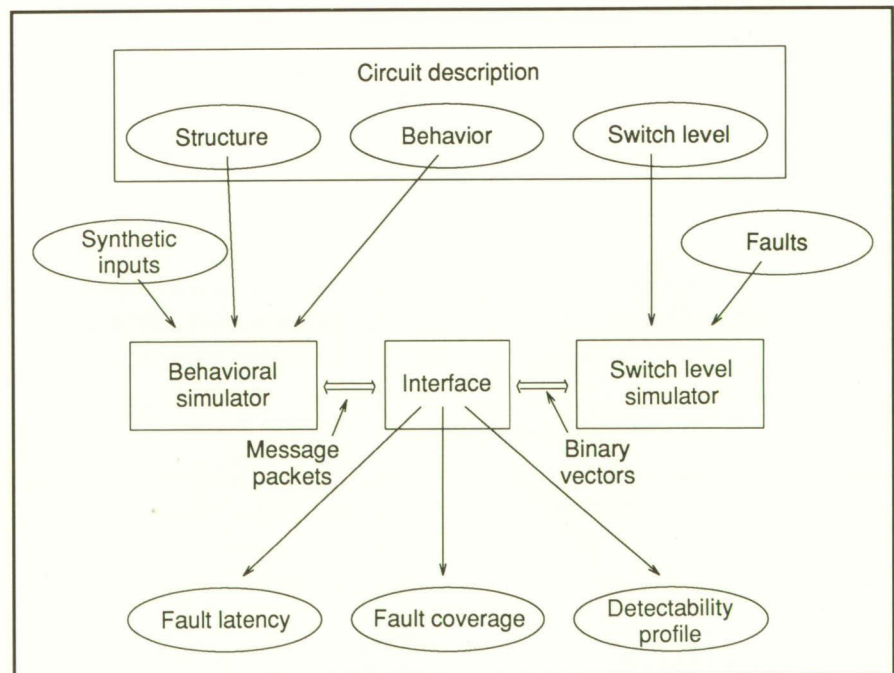 Circuit description
Structure
Behavior
Switch level
Synthetic
inputs
Faults
Behavioral
simulator
Interface
Switch level
simulator
Message
packets
Binary
vectors
Fault latency
Fault coverage
Detectability
profile